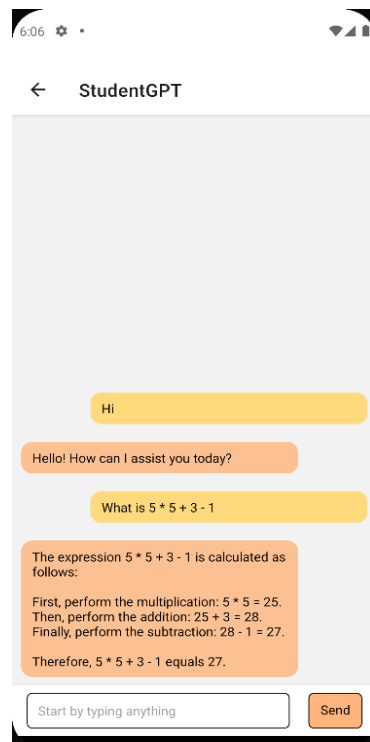 6:06
StudentGPT
Hi
Hello! How can I assist you today?
What is 5 * 5 + 3 - 1
The expression 5 * 5 + 3 - 1 is calculated as
follows:
First, perform the multiplication: 5 * 5 = 25.
Then, perform the addition: 25 + 3 = 28.
Finally, perform the subtraction: 28 - 1 = 27.
Therefore, 5 * 5 + 3 - 1 equals 27.
Start by typing anything
Send